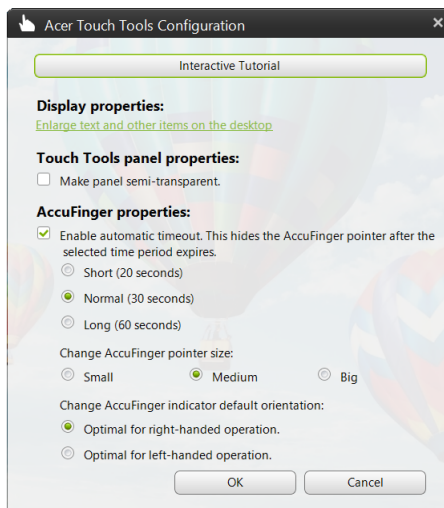 Acer Touch Tools Configuration
Interactive Tutorial
Display properties:
Enlarge text and other items on the desktop
Touch Tools panel properties:
Make panel semi-transparent.
AccuFinger properties:
Enable automatic timeout. This hides the AccuFinger pointer after the
selected time period expires.
Short (20 seconds)
Normal (30 seconds)
Long (60 seconds)
Change AccuFinger pointer size:
Small Medium Big
Change AccuFinger indicator default orientation:
Optimal for right-handed operation.
Optimal for left-handed operation.
OK Cancel